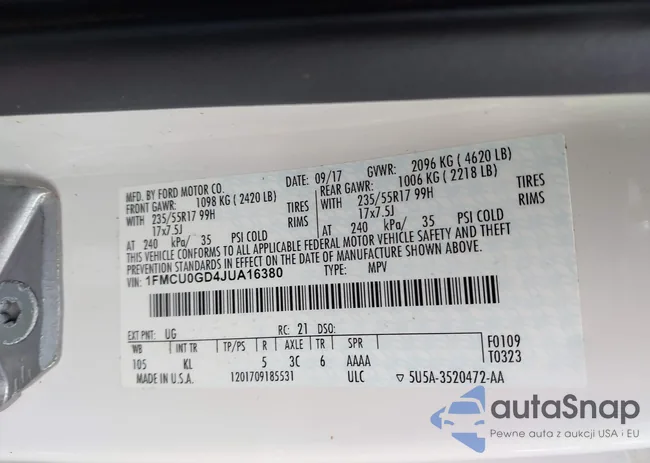 MFD. BY FORD MOTOR CO.
DATE: 09/17 GVWR: 2096 KG ( 4620 LB)
FRONT GAWR: 1098 KG ( 2420 LB) REAR GAWR: 1006 KG ( 2218 LB)
WITH 235/55R17 99H TIRES WITH 235/55R17 99H TIRES
17x7.5J RIMS 17x7.5J RIMS
AT 240 kPa/ 35 PSI COLD AT 240 kPa/ 35 PSI COLD
THIS VEHICLE CONFORMS TO ALL APPLICABLE FEDERAL MOTOR VEHICLE SAFETY AND THEFT
PREVENTION STANDARDS IN EFFECT ON THE DATE OF MANUFACTURE SHOWN ABOVE.
VIN: 1FMCU0GD4JUA16380 TYPE: MPV
EXT PNT: UG RC: 21 DSO:
WB INT TR TP/PS R AXLE TR SPR
105 KL 5 3C 6 AAAA
F0109
T0323
MADE IN U.S.A. 1201709185531 ULC ▽ 5U5A-3520472-AA
autaSnap
Pewne auta z aukcji USA i EU